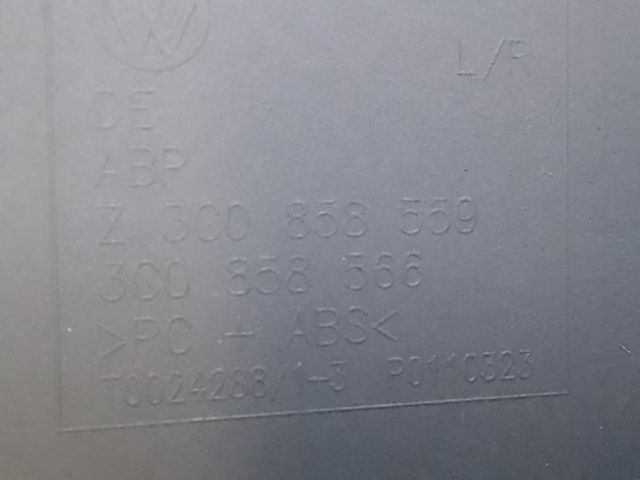 L/R
DE
ABP
Z 3C0 858 559
3C0 858 566
>PC + ABS<
T0024288/1-3 P0110323